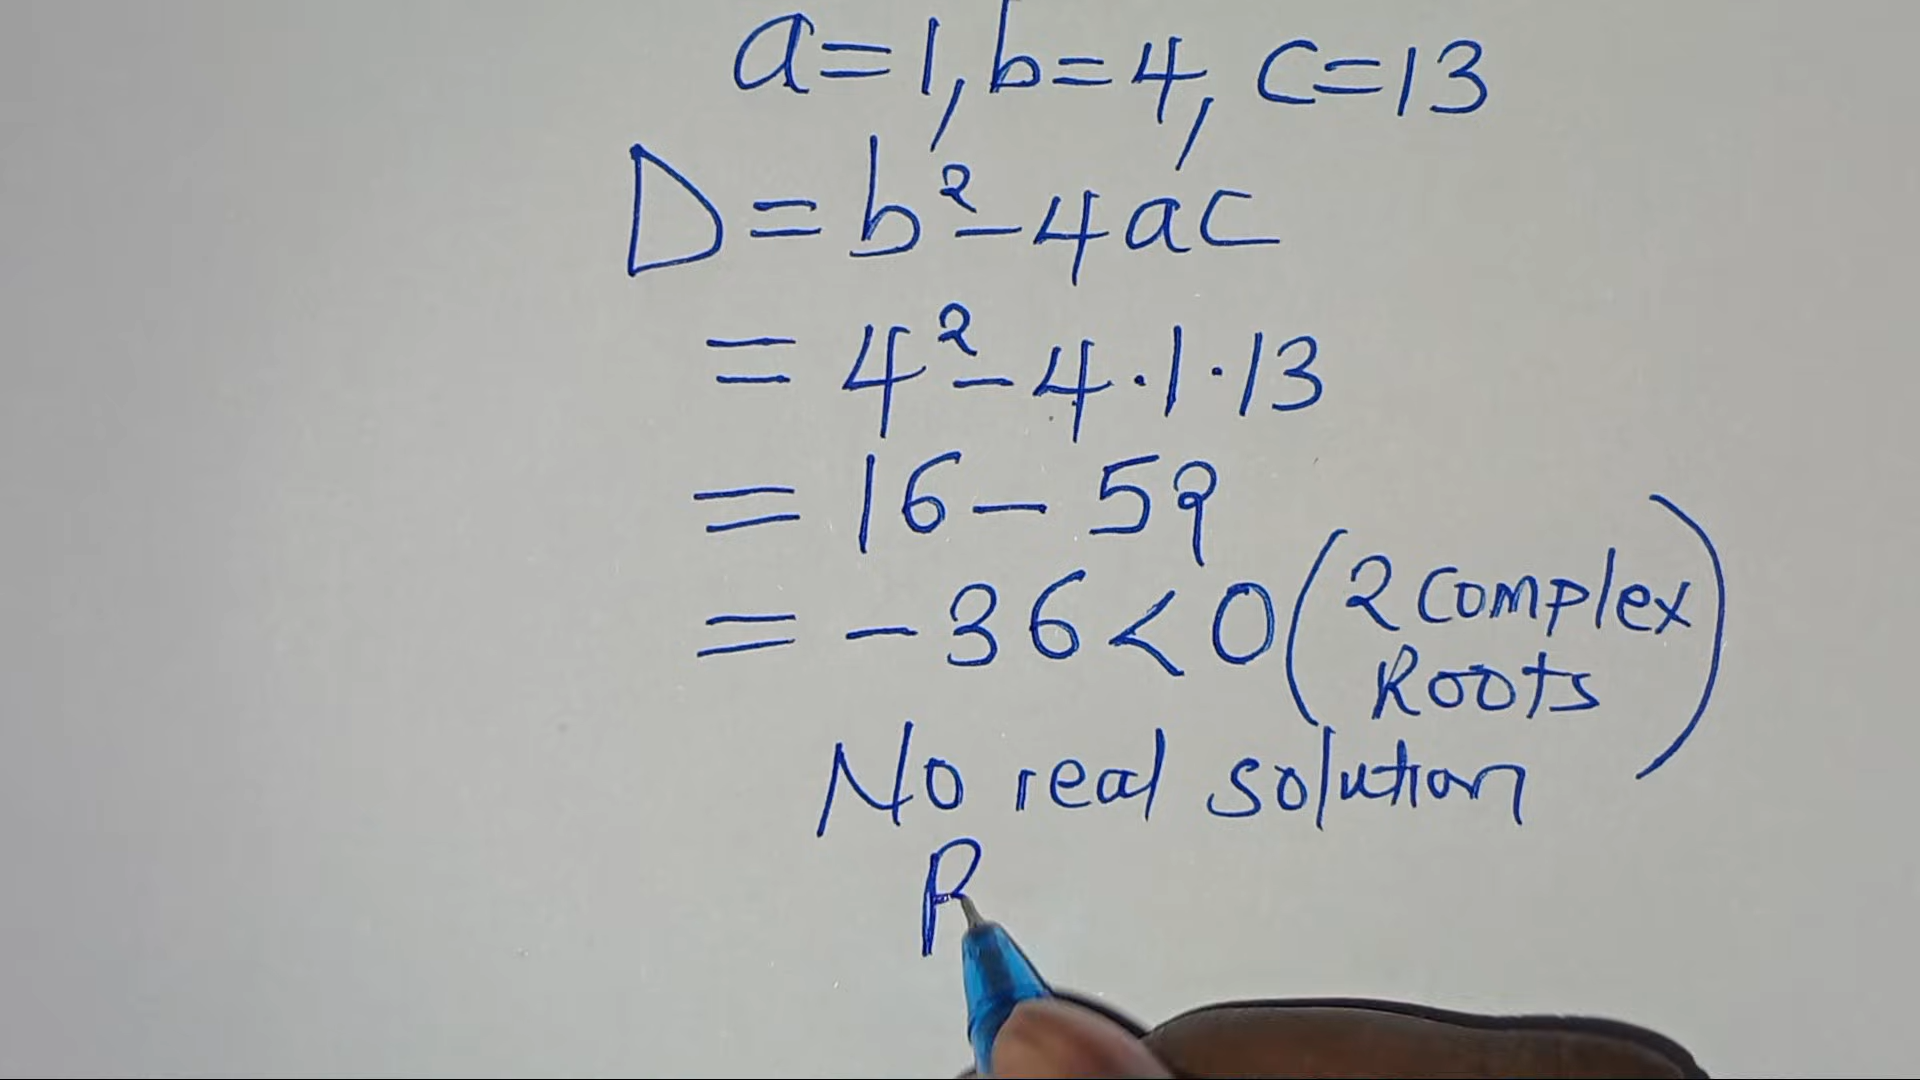 a=1, b=4, c=13
D=b²-4ac
=4²-4·1·13
=16-52
=-36<0 (2 complex
Roots)
No real solution
R